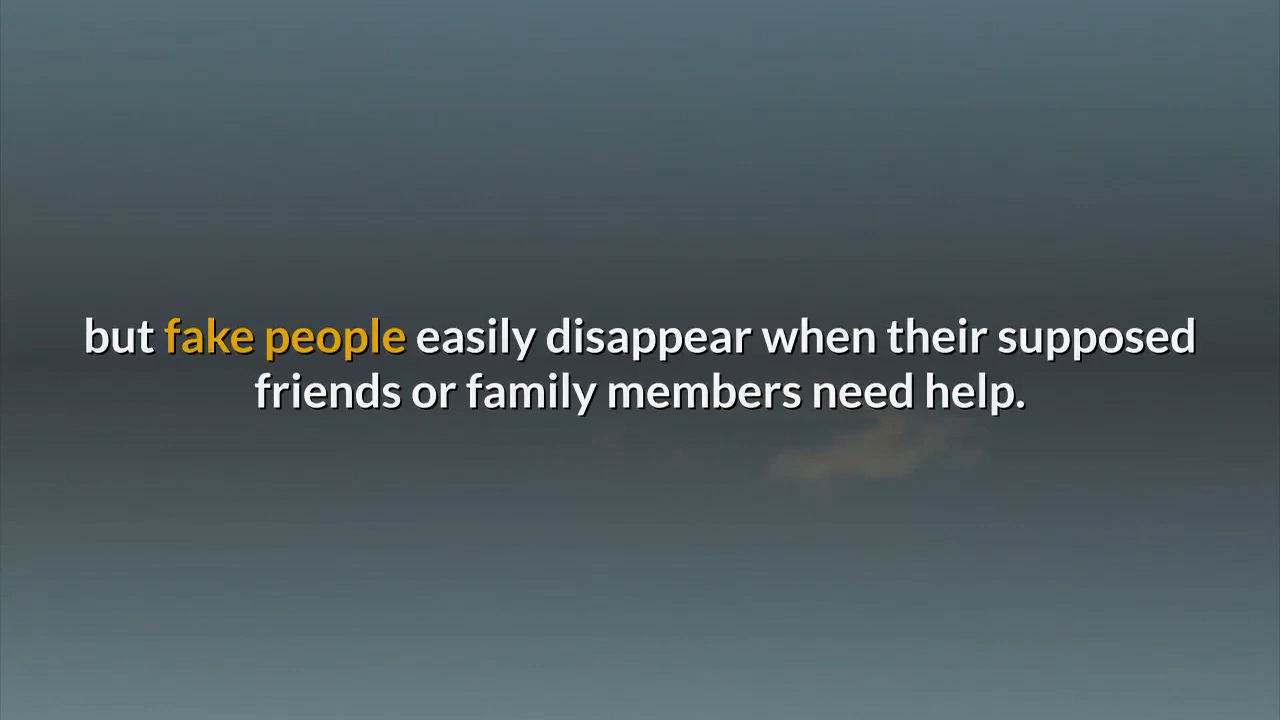 but fake people easily disappear when their supposed
friends or family members need help.